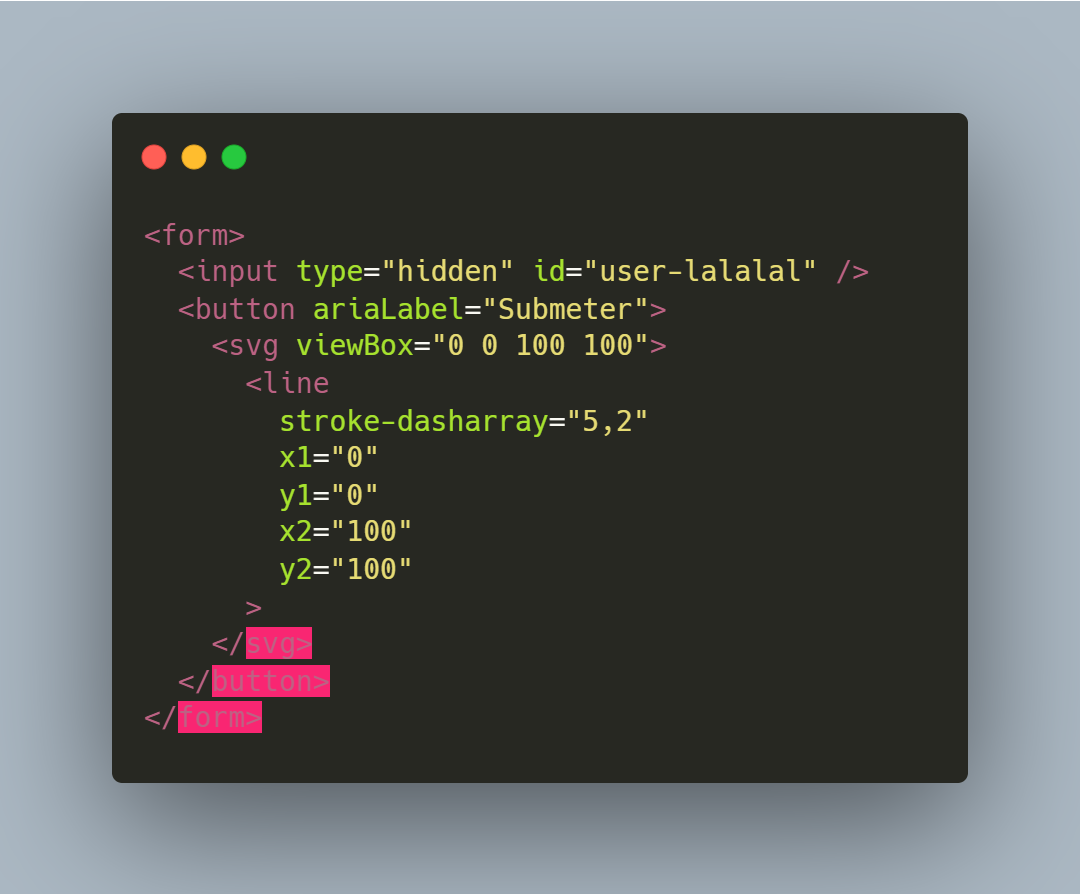 <form>
  <input type="hidden" id="user-lalalal" />
  <button ariaLabel="Submeter">
    <svg viewBox="0 0 100 100">
      <line
        stroke-dasharray="5,2"
        x1="0"
        y1="0"
        x2="100"
        y2="100"
      >
    </svg>
  </button>
</form>